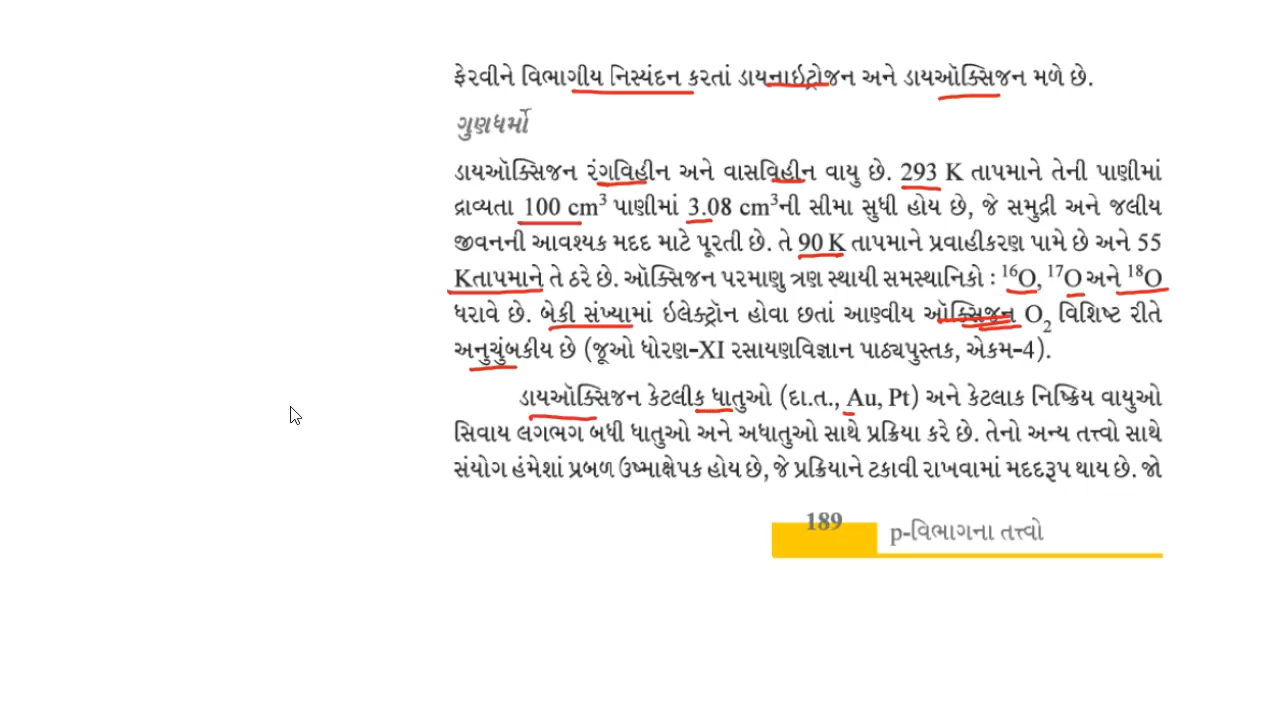 ફેરવીને વિભાગીય નિસ્યંદન કરતાં ડાયનાઇટ્રોજન અને ડાયઑક્સિજન મળે છે.
ગુણધર્મો
ડાયઑક્સિજન રંગવિહીન અને વાસવિહીન વાયુ છે. 293 K તાપમાને તેની પાણીમાં
દ્રાવ્યતા 100 cm³ પાણીમાં 3.08 cm³ની સીમા સુધી હોય છે, જે સમુદ્રી અને જલીય
જીવનની આવશ્યક મદદ માટે પૂરતી છે. તે 90 K તાપમાને પ્રવાહીકરણ પામે છે અને 55
Kતાપમાને તે ઠરે છે. ઑક્સિજન પરમાણુ ત્રણ સ્થાયી સમસ્થાનિકો : ¹⁶O, ¹⁷O અને ¹⁸O
ધરાવે છે. બેકી સંખ્યામાં ઇલેક્ટ્રૉન હોવા છતાં આણ્વીય ઑક્સિજન O₂ વિશિષ્ટ રીતે
અનુચુંબકીય છે (જૂઓ ધોરણ-XI રસાયણવિજ્ઞાન પાઠ્યપુસ્તક, એકમ-4).
ડાયઑક્સિજન કેટલીક ધાતુઓ (દા.ત., Au, Pt) અને કેટલાક નિષ્ક્રિય વાયુઓ
સિવાય લગભગ બધી ધાતુઓ અને અધાતુઓ સાથે પ્રક્રિયા કરે છે. તેનો અન્ય તત્ત્વો સાથે
સંયોગ હંમેશાં પ્રબળ ઉષ્માક્ષેપક હોય છે, જે પ્રક્રિયાને ટકાવી રાખવામાં મદદરૂપ થાય છે. જો
189 p-વિભાગના તત્ત્વો